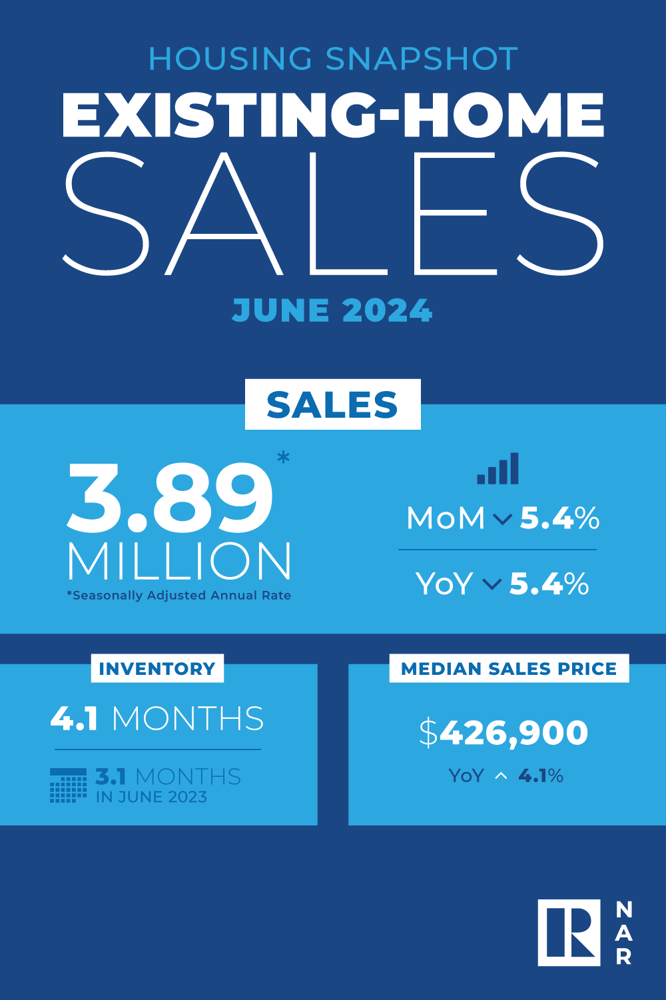 HOUSING SNAPSHOT
EXISTING-HOME
SALES
JUNE 2024
SALES
3.89*
MILLION
*Seasonally Adjusted Annual Rate
MoM 5.4%
YoY 5.4%
INVENTORY
4.1 MONTHS
3.1 MONTHS
IN JUNE 2023
MEDIAN SALES PRICE
$426,900
YoY 4.1%
R
NAR